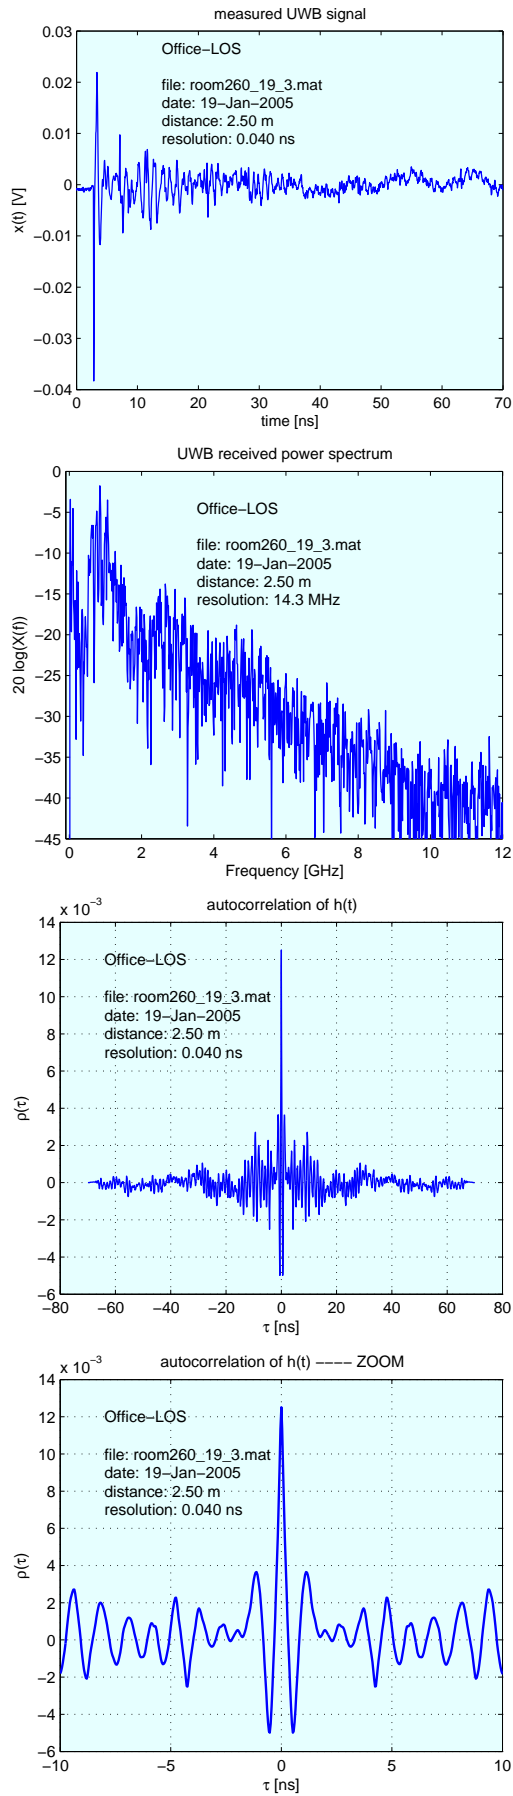 measured UWB signal
0.03
0.02
0.01
0
−0.01
−0.02
−0.03
−0.04
x(t) [V]
Office−LOS
file: room260_19_3.mat
date: 19−Jan−2005
distance: 2.50 m
resolution: 0.040 ns
0 10 20 30 40 50 60 70
time [ns]
UWB received power spectrum
0
−5
−10
−15
−20
−25
−30
−35
−40
−45
20 log(X(f))
Office−LOS
file: room260_19_3.mat
date: 19−Jan−2005
distance: 2.50 m
resolution: 14.3 MHz
0 2 4 6 8 10 12
Frequency [GHz]
autocorrelation of h(t)
x 10−3
14
12
10
8
6
4
2
0
−2
−4
−6
ρ(τ)
Office−LOS
file: room260_19_3.mat
date: 19−Jan−2005
distance: 2.50 m
resolution: 0.040 ns
−80 −60 −40 −20 0 20 40 60 80
τ [ns]
autocorrelation of h(t) −−−− ZOOM
x 10−3
14
12
10
8
6
4
2
0
−2
−4
−6
ρ(τ)
Office−LOS
file: room260_19_3.mat
date: 19−Jan−2005
distance: 2.50 m
resolution: 0.040 ns
−10 −5 0 5 10
τ [ns]